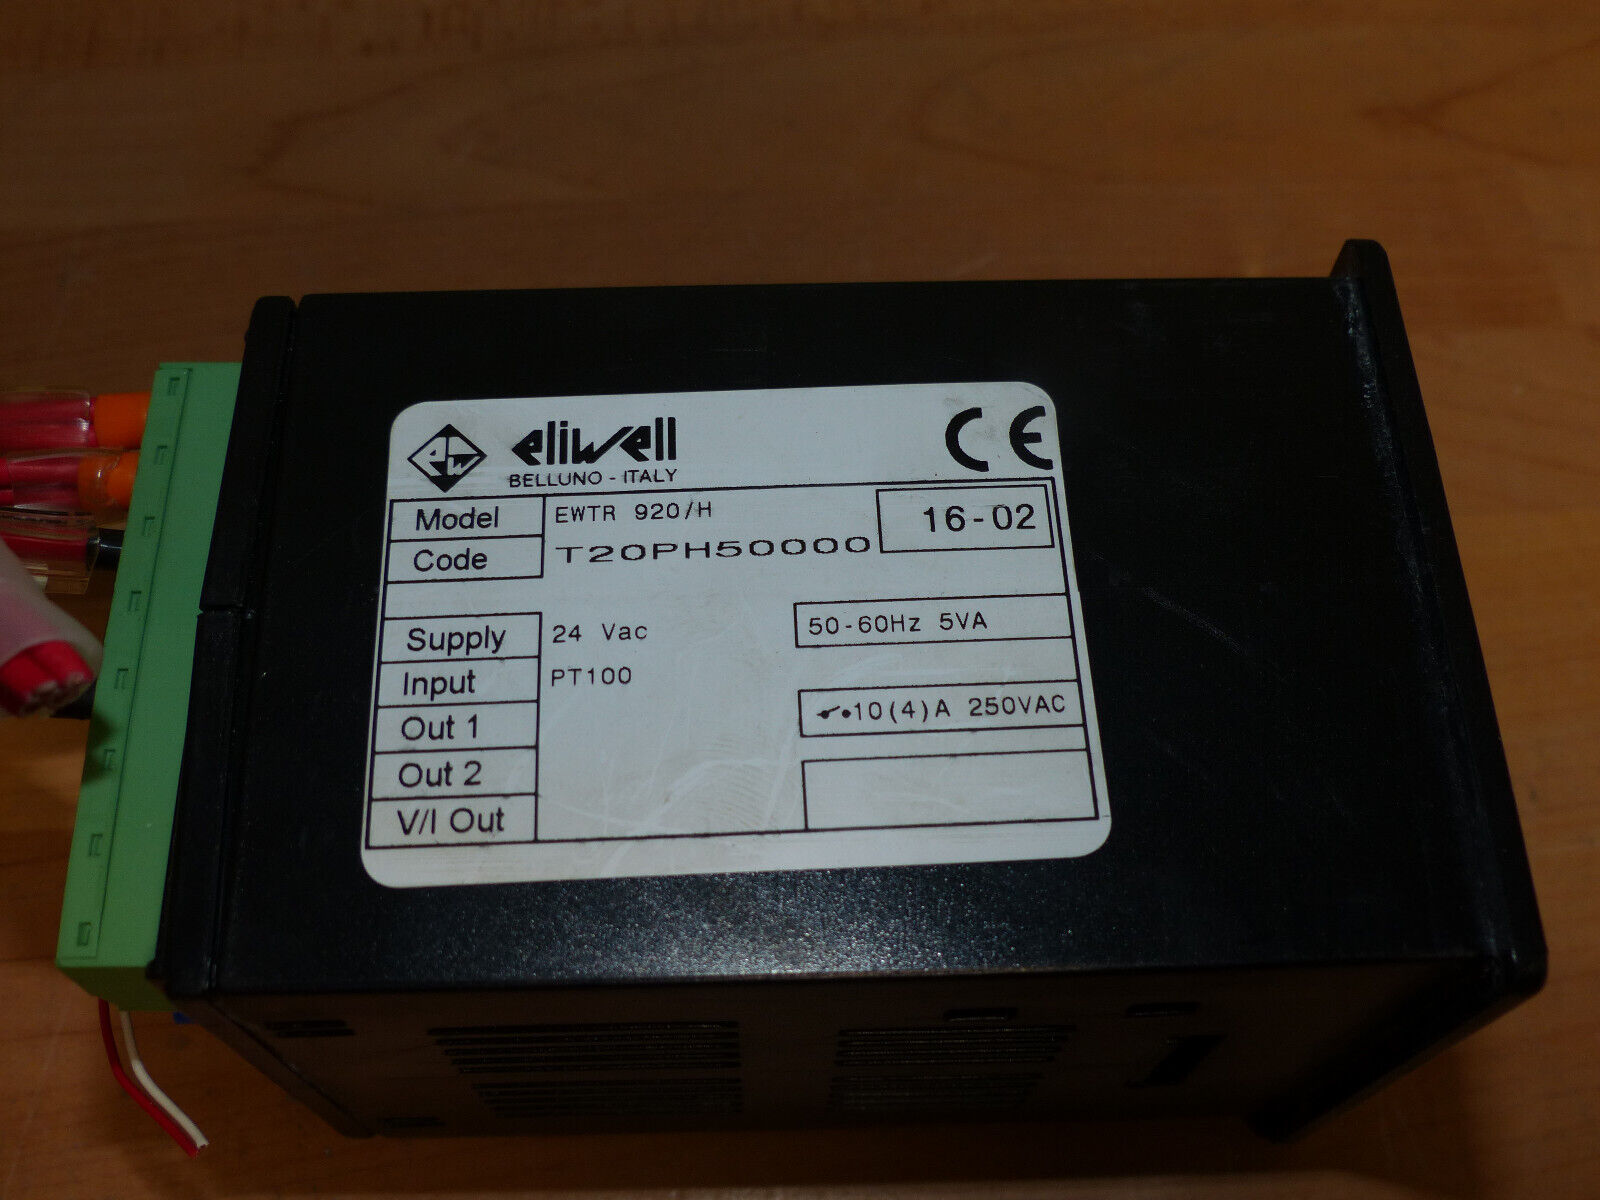 eliwell
BELLUNO - ITALY
CE
Model EWTR 920/H 16-02
Code T20PH50000
Supply 24 Vac 50-60Hz 5VA
Input PT100
Out 1 10(4)A 250VAC
Out 2
V/I Out